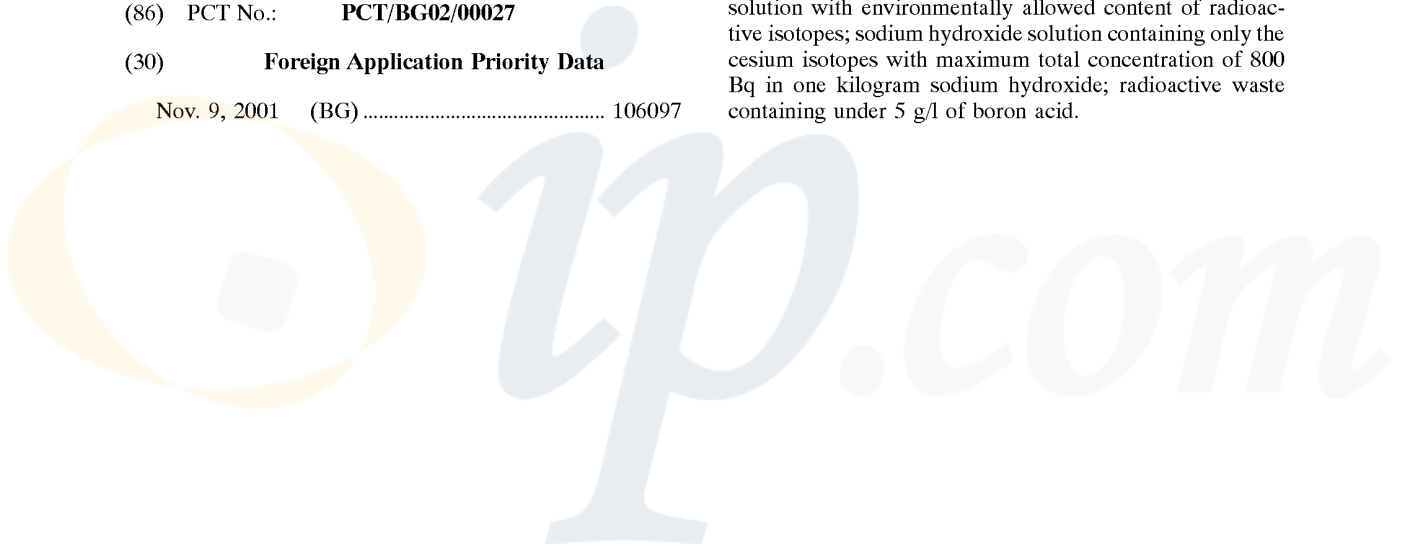 (86) PCT No.: PCT/BG02/00027
(30) Foreign Application Priority Data
Nov. 9, 2001 (BG) ............................................. 106097
solution with environmentally allowed content of radioac-
tive isotopes; sodium hydroxide solution containing only the
cesium isotopes with maximum total concentration of 800
Bq in one kilogram sodium hydroxide; radioactive waste
containing under 5 g/l of boron acid.
ip.com